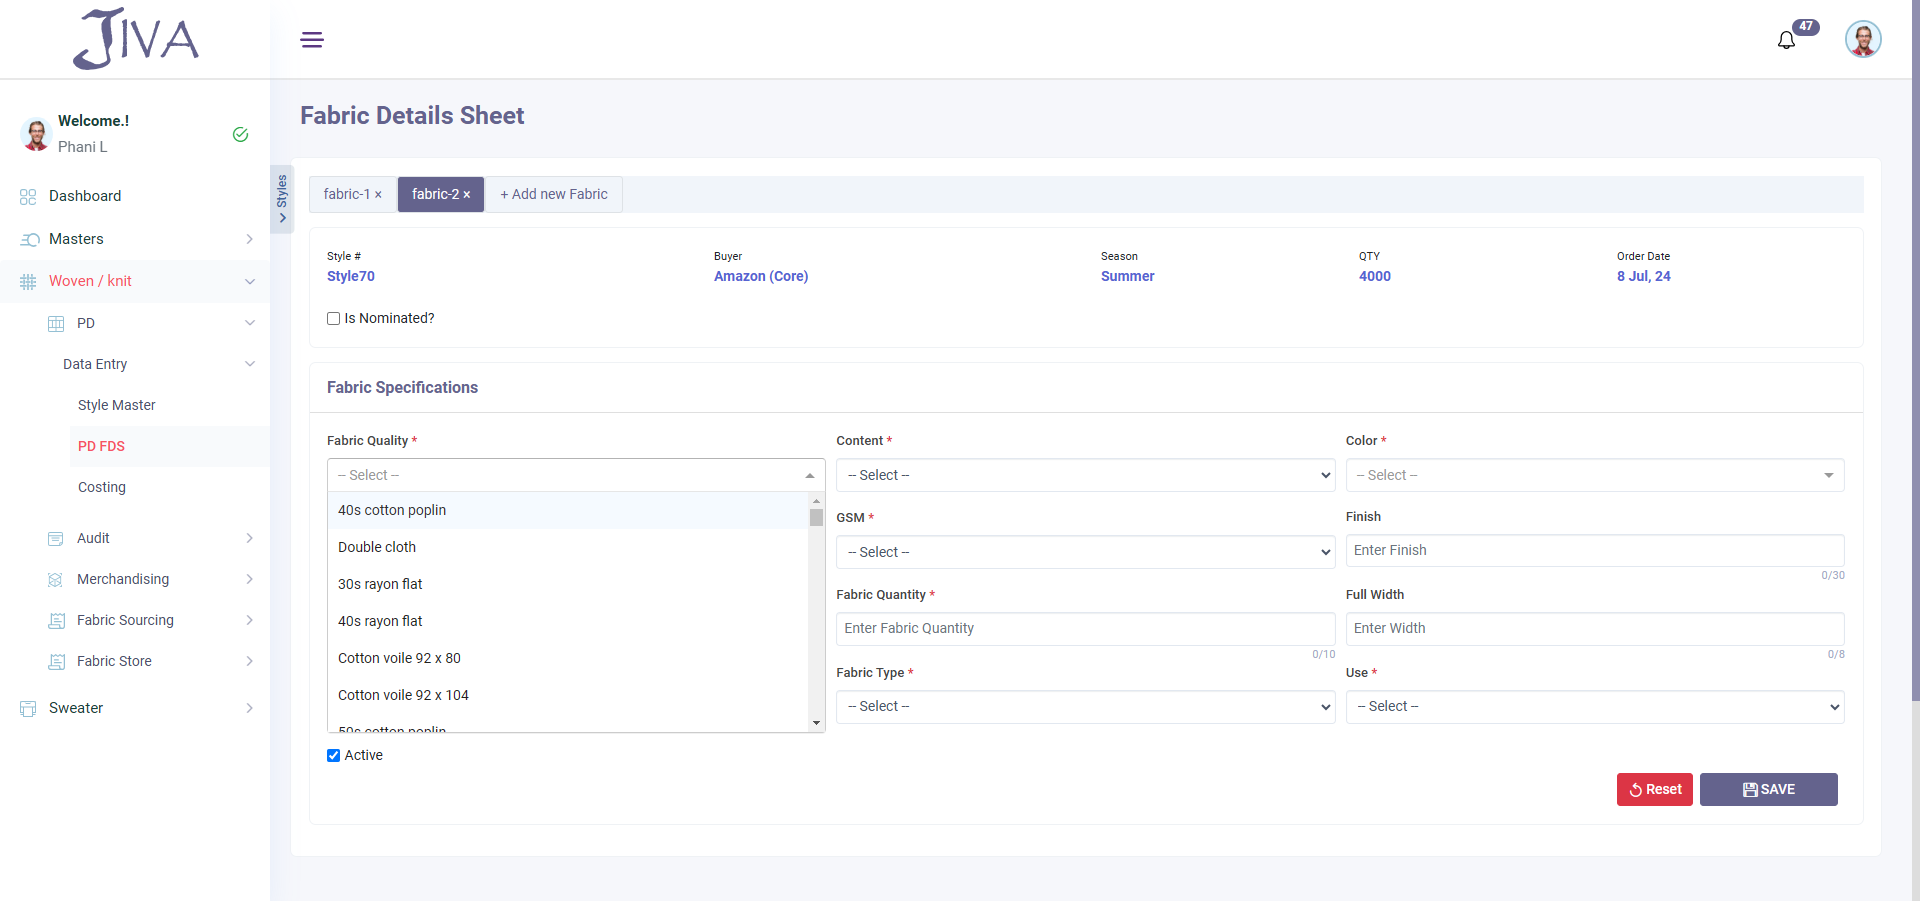 JIVA
47
Welcome.!
Phani L
Dashboard
Masters
Woven / knit
PD
Data Entry
Style Master
PD FDS
Costing
Audit
Merchandising
Fabric Sourcing
Fabric Store
Sweater
Styles
Fabric Details Sheet
fabric-1 × fabric-2 × + Add new Fabric
Style # Buyer Season QTY Order Date
Style70 Amazon (Core) Summer 4000 8 Jul, 24
Is Nominated?
Fabric Specifications
Fabric Quality * Content * Color *
-- Select -- -- Select -- -- Select --
40s cotton poplin
Double cloth
30s rayon flat
40s rayon flat
Cotton voile 92 x 80
Cotton voile 92 x 104
50s cotton poplin
GSM * Finish
-- Select -- Enter Finish
0/30
Fabric Quantity * Full Width
Enter Fabric Quantity Enter Width
0/10 0/8
Fabric Type * Use *
-- Select -- -- Select --
Active
Reset SAVE